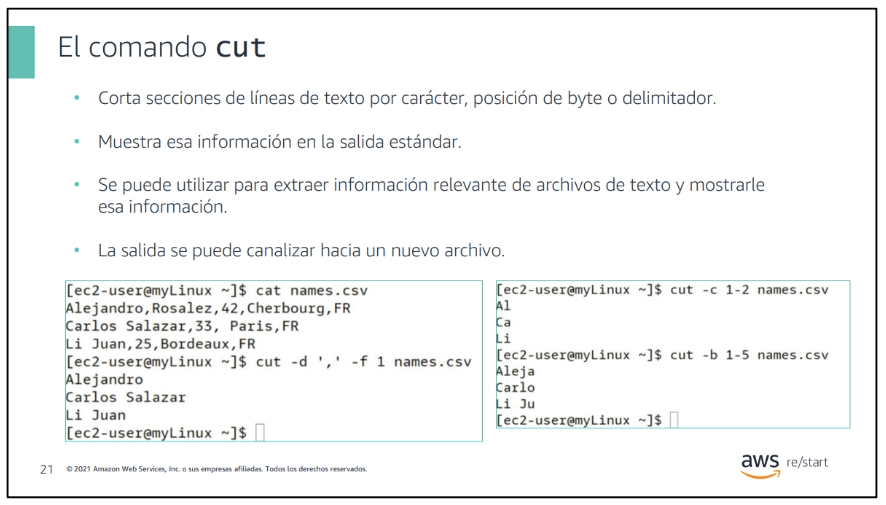 El comando cut
• Corta secciones de líneas de texto por carácter, posición de byte o delimitador.
• Muestra esa información en la salida estándar.
• Se puede utilizar para extraer información relevante de archivos de texto y mostrarle
esa información.
• La salida se puede canalizar hacia un nuevo archivo.
[ec2-user@myLinux ~]$ cat names.csv
Alejandro,Rosalez,42,Cherbourg,FR
Carlos Salazar,33, Paris,FR
Li Juan,25,Bordeaux,FR
[ec2-user@myLinux ~]$ cut -d ',' -f 1 names.csv
Alejandro
Carlos Salazar
Li Juan
[ec2-user@myLinux ~]$
[ec2-user@myLinux ~]$ cut -c 1-2 names.csv
Al
Ca
Li
[ec2-user@myLinux ~]$ cut -b 1-5 names.csv
Aleja
Carlo
Li Ju
[ec2-user@myLinux ~]$
21 © 2021 Amazon Web Services, Inc. o sus empresas afiliadas. Todos los derechos reservados.
aws re/start